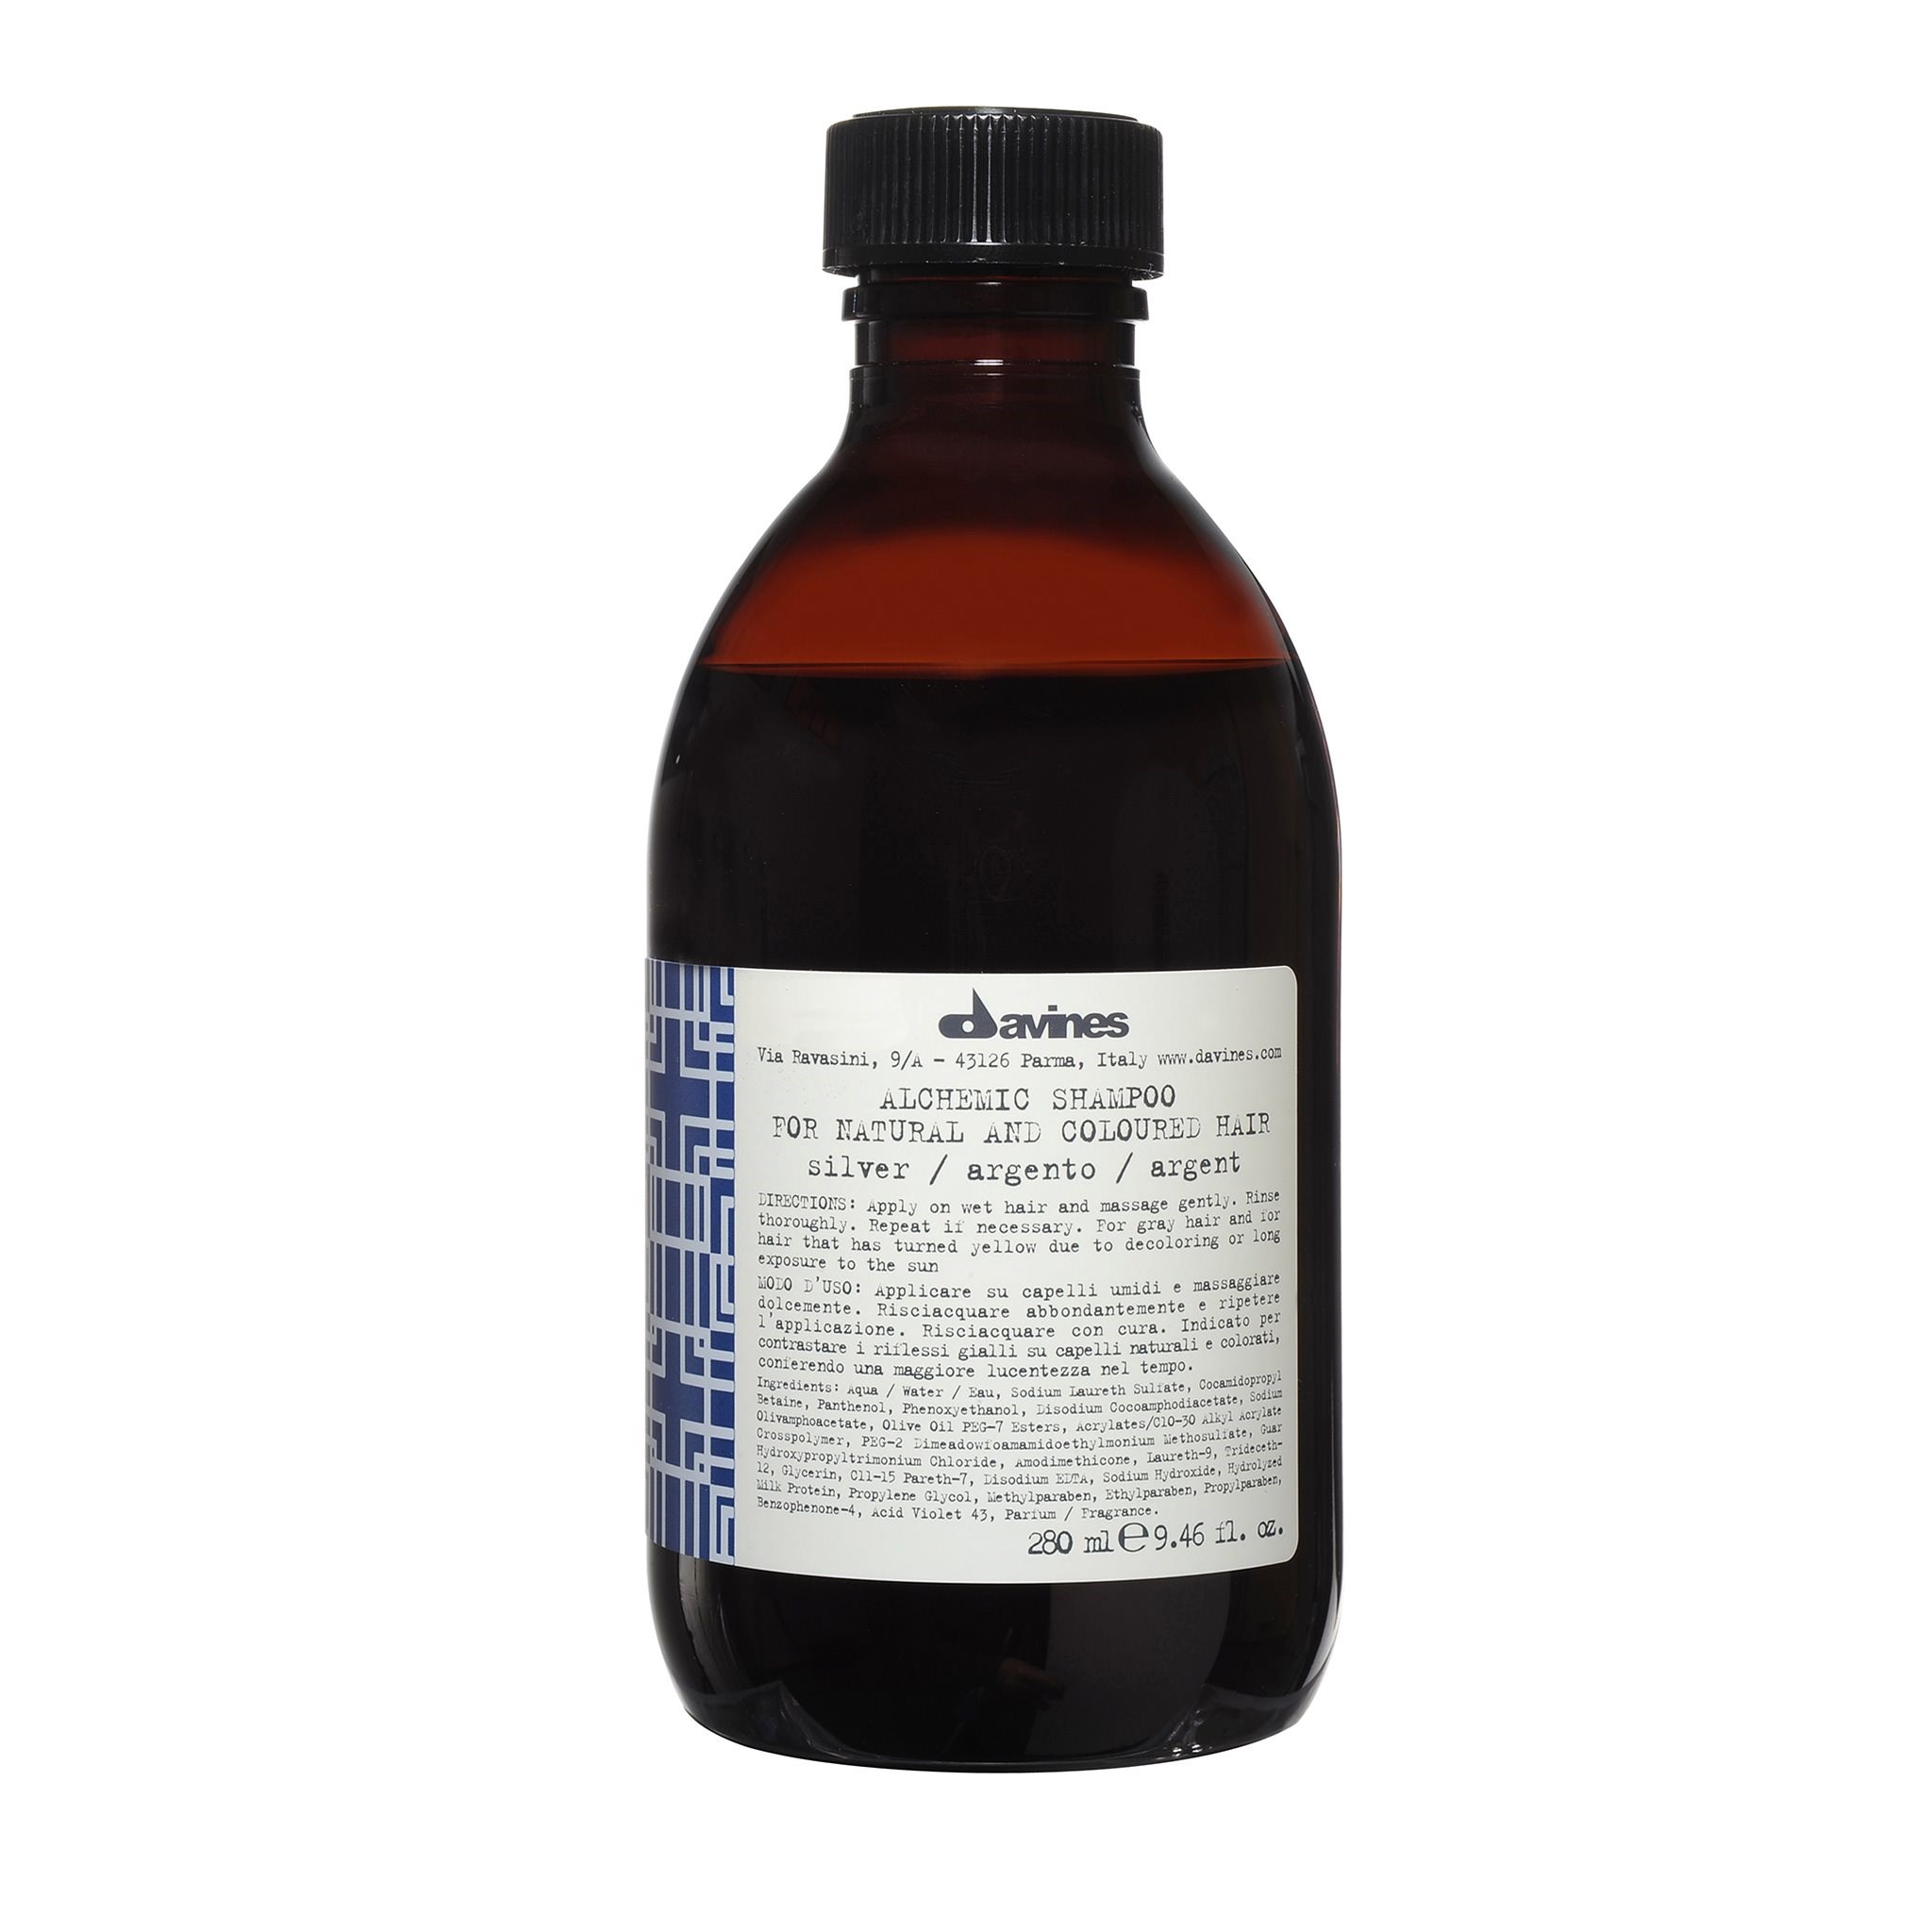 davines
Via Ravasini, 9/A - 43126 Parma, Italy www.davines.com
ALCHEMIC SHAMPOO
FOR NATURAL AND COLOURED HAIR
silver / argento / argent
DIRECTIONS: Apply on wet hair and massage gently. Rinse
thoroughly. Repeat if necessary. For gray hair and for
hair that has turned yellow due to decoloring or long
exposure to the sun
MODO D'USO: Applicare su capelli umidi e massaggiare
dolcemente. Risciacquare abbondantemente e ripetere
l'applicazione. Risciacquare con cura. Indicato per
contrastare i riflessi gialli su capelli naturali e colorati,
conferendo una maggiore lucentezza nel tempo.
Ingredients: Aqua / Water / Eau, Sodium Laureth Sulfate, Cocamidopropyl
Betaine, Panthenol, Phenoxyethanol, Disodium Cocoamphodiacetate, Sodium
Olivamphoacetate, Olive Oil PEG-7 Esters, Acrylates/C10-30 Alkyl Acrylate
Crosspolymer, PEG-2 Dimeadowfoamamidoethylmonium Methosulfate, Guar
Hydroxypropyltrimonium Chloride, Amodimethicone, Laureth-9, Trideceth-
12, Glycerin, C11-15 Pareth-7, Disodium EDTA, Sodium Hydroxide, Hydrolyzed
Milk Protein, Propylene Glycol, Methylparaben, Ethylparaben, Propylparaben,
Benzophenone-4, Acid Violet 43, Parfum / Fragrance.
280 ml e 9.46 fl. oz.